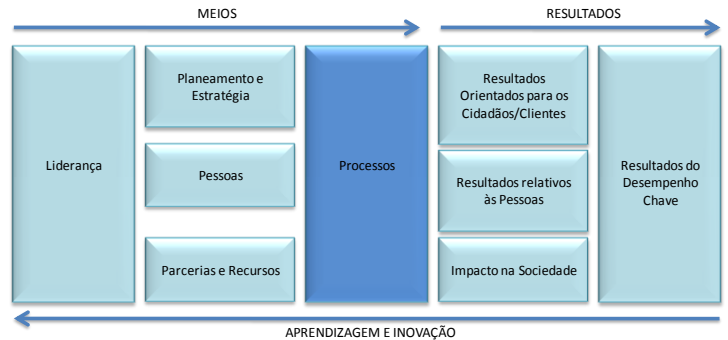 MEIOS
RESULTADOS
Liderança
Planeamento e
Estratégia
Pessoas
Parcerias e Recursos
Processos
Resultados
Orientados para os
Cidadãos/Clientes
Resultados relativos
às Pessoas
Impacto na Sociedade
Resultados do
Desempenho
Chave
APRENDIZAGEM E INOVAÇÃO